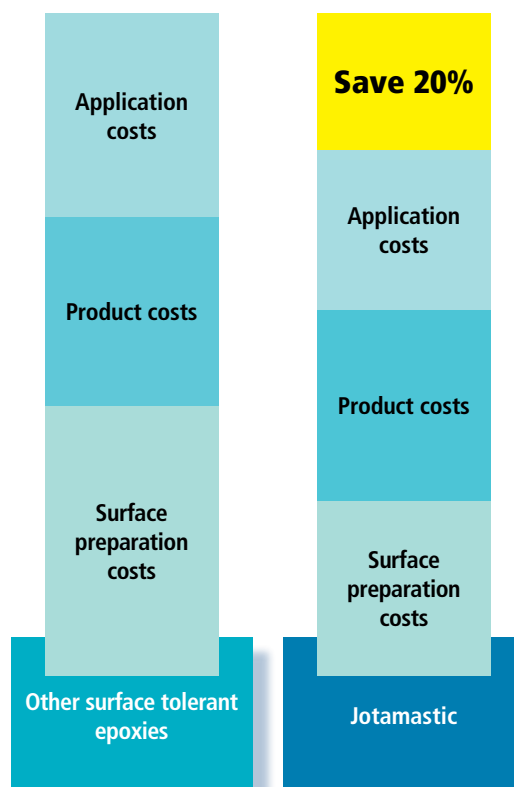 Application
costs
Product costs
Surface
preparation
costs
Other surface tolerant
epoxies
Save 20%
Application
costs
Product costs
Surface
preparation
costs
Jotamastic